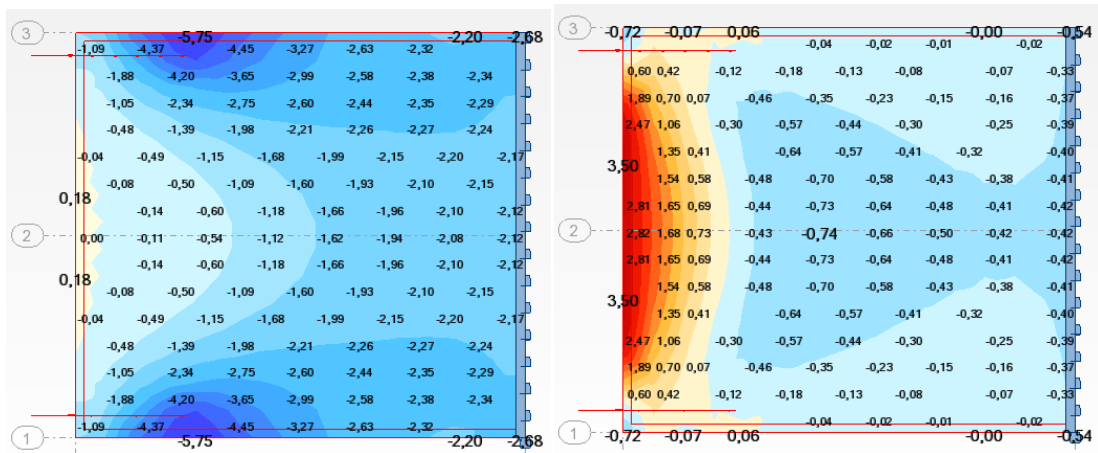 3 -5,75 -2,20 -2,68
-1,09 -4,37 -4,45 -3,27 -2,63 -2,32
-1,88 -4,20 -3,65 -2,99 -2,58 -2,38 -2,34
-1,05 -2,34 -2,75 -2,60 -2,44 -2,35 -2,29
-0,48 -1,39 -1,98 -2,21 -2,26 -2,27 -2,24
-0,04 -0,49 -1,15 -1,68 -1,99 -2,15 -2,20 -2,17
-0,08 -0,50 -1,09 -1,60 -1,93 -2,10 -2,15
0,18
-0,14 -0,60 -1,18 -1,66 -1,96 -2,10 -2,12
2 0,00 -0,11 -0,54 -1,12 -1,62 -1,94 -2,08 -2,12
-0,14 -0,60 -1,18 -1,66 -1,96 -2,10 -2,12
0,18
-0,08 -0,50 -1,09 -1,60 -1,93 -2,10 -2,15
-0,04 -0,49 -1,15 -1,68 -1,99 -2,15 -2,20 -2,17
-0,48 -1,39 -1,98 -2,21 -2,26 -2,27 -2,24
-1,05 -2,34 -2,75 -2,60 -2,44 -2,35 -2,29
-1,88 -4,20 -3,65 -2,99 -2,58 -2,38 -2,34
-1,09 -4,37 -4,45 -3,27 -2,63 -2,32
1 -5,75 -2,20 -2,68
3 -0,72 -0,07 0,06 -0,00 -0,54
-0,04 -0,02 -0,01 -0,02
0,60 0,42 -0,12 -0,18 -0,13 -0,08 -0,07 -0,33
1,89 0,70 0,07 -0,46 -0,35 -0,23 -0,15 -0,16 -0,37
2,47 1,06 -0,30 -0,57 -0,44 -0,30 -0,25 -0,39
1,35 0,41 -0,64 -0,57 -0,41 -0,32 -0,40
3,50
1,54 0,58 -0,48 -0,70 -0,58 -0,43 -0,38 -0,41
2,81 1,65 0,69 -0,44 -0,73 -0,64 -0,48 -0,41 -0,42
2 2,82 1,68 0,73 -0,43 -0,74 -0,66 -0,50 -0,42 -0,42
2,81 1,65 0,69 -0,44 -0,73 -0,64 -0,48 -0,41 -0,42
1,54 0,58 -0,48 -0,70 -0,58 -0,43 -0,38 -0,41
3,50
1,35 0,41 -0,64 -0,57 -0,41 -0,32 -0,40
2,47 1,06 -0,30 -0,57 -0,44 -0,30 -0,25 -0,39
1,89 0,70 0,07 -0,46 -0,35 -0,23 -0,15 -0,16 -0,37
0,60 0,42 -0,12 -0,18 -0,13 -0,08 -0,07 -0,33
-0,04 -0,02 -0,01 -0,02
1 -0,72 -0,07 0,06 -0,00 -0,54